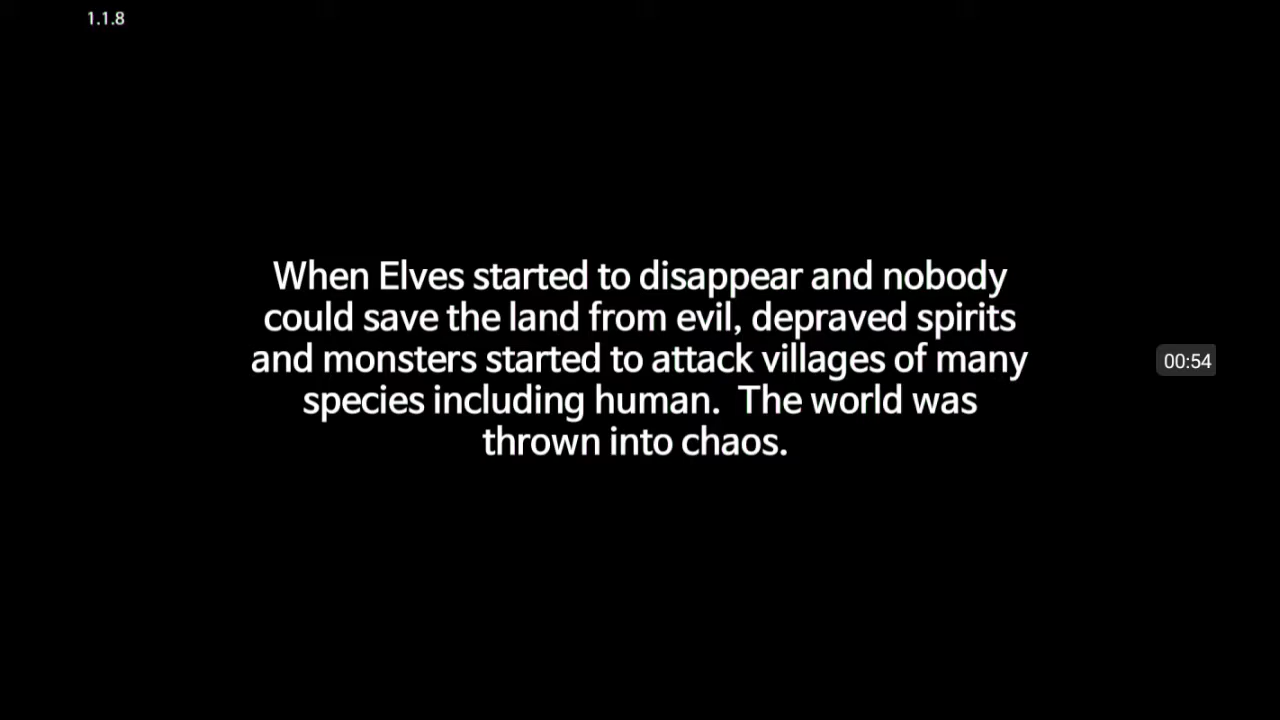 1.1.8
When Elves started to disappear and nobody
could save the land from evil, depraved spirits
and monsters started to attack villages of many
species including human.  The world was
thrown into chaos.
00:54